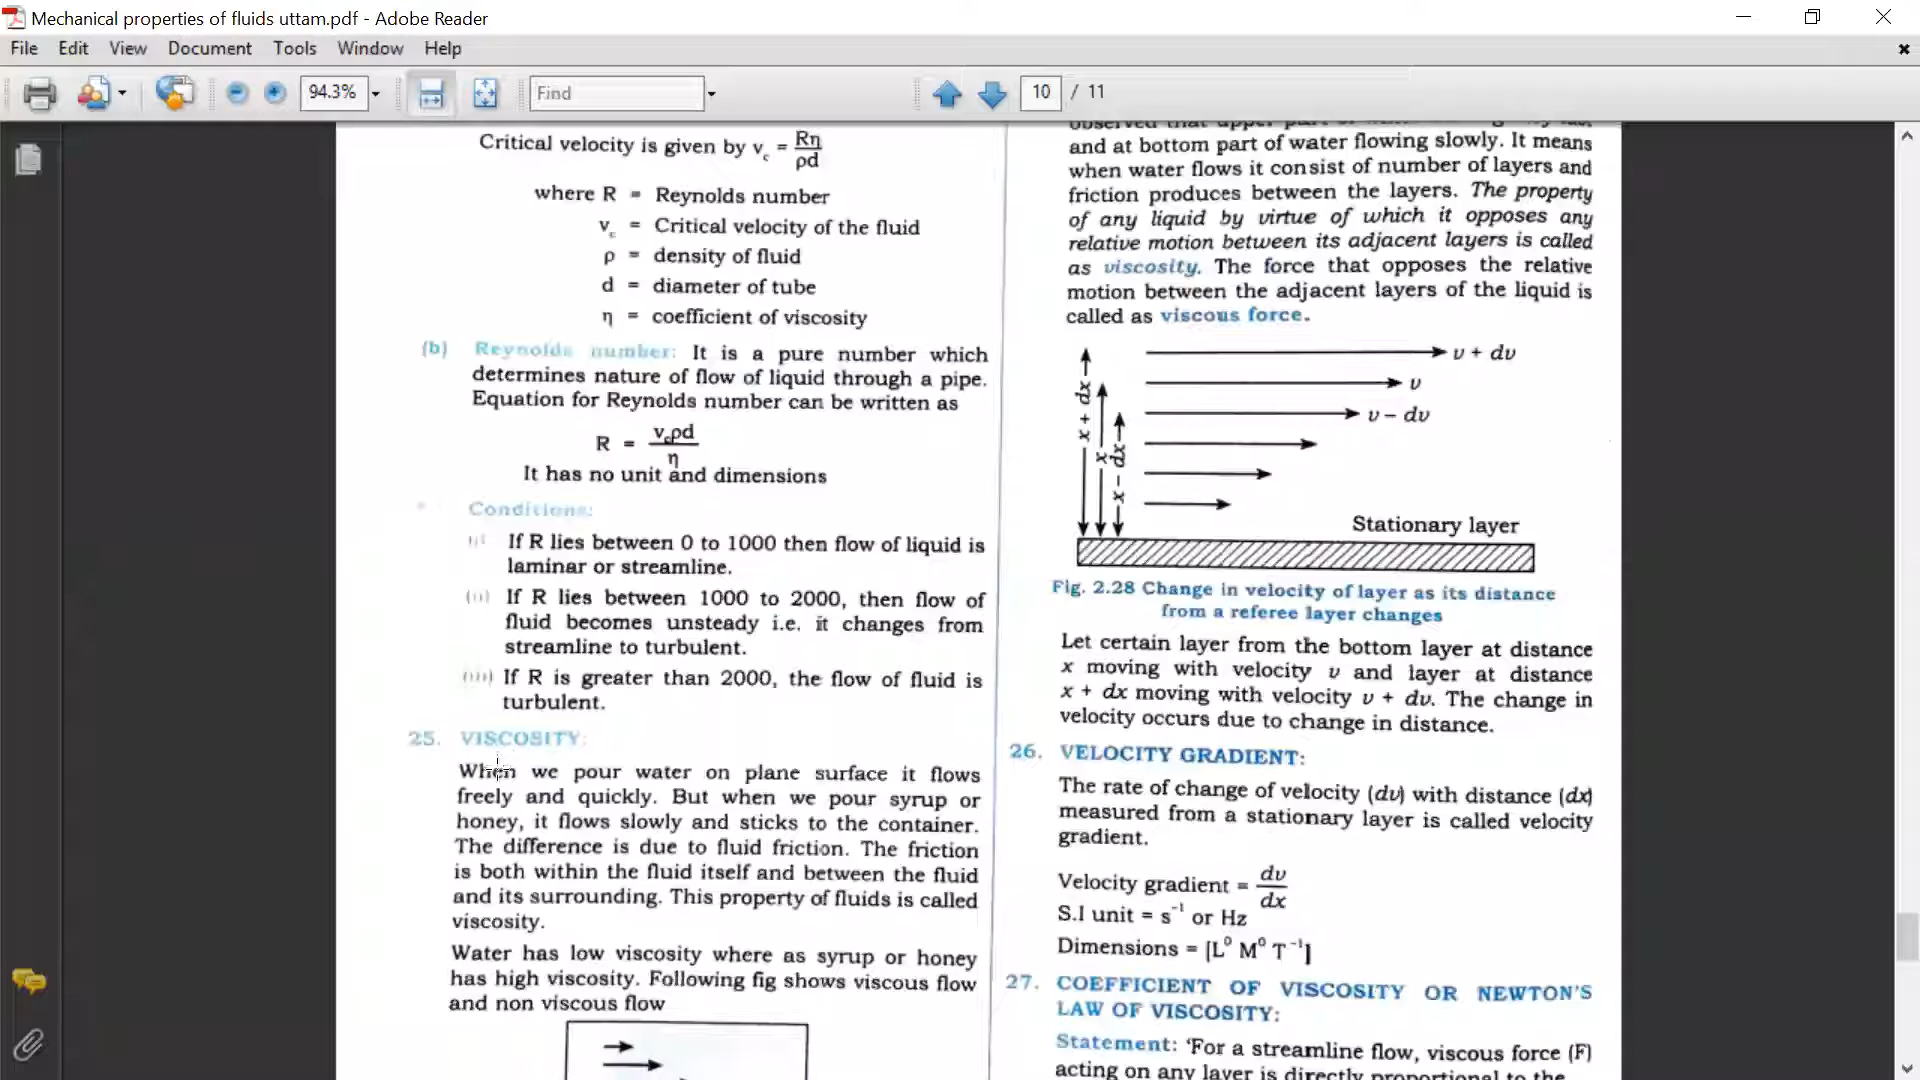 Mechanical properties of fluids uttam.pdf - Adobe Reader
File Edit View Document Tools Window Help
94.3% Find 10 / 11
Critical velocity is given by v_c = Rη/ρd
where R = Reynolds number
v_c = Critical velocity of the fluid
ρ = density of fluid
d = diameter of tube
η = coefficient of viscosity
(b) Reynolds number: It is a pure number which
determines nature of flow of liquid through a pipe.
Equation for Reynolds number can be written as
R = v_cρd/η
It has no unit and dimensions
Conditions:
(i) If R lies between 0 to 1000 then flow of liquid is
laminar or streamline.
(ii) If R lies between 1000 to 2000, then flow of
fluid becomes unsteady i.e. it changes from
streamline to turbulent.
(iii) If R is greater than 2000, the flow of fluid is
turbulent.
25. VISCOSITY:
When we pour water on plane surface it flows
freely and quickly. But when we pour syrup or
honey, it flows slowly and sticks to the container.
The difference is due to fluid friction. The friction
is both within the fluid itself and between the fluid
and its surrounding. This property of fluids is called
viscosity.
Water has low viscosity where as syrup or honey
has high viscosity. Following fig shows viscous flow
and non viscous flow
observed that upper part of
and at bottom part of water flowing slowly. It means
when water flows it consist of number of layers and
friction produces between the layers. The property
of any liquid by virtue of which it opposes any
relative motion between its adjacent layers is called
as viscosity. The force that opposes the relative
motion between the adjacent layers of the liquid is
called as viscous force.
v + dv
v
v – dv
x + dx
x
x – dx
Stationary layer
Fig. 2.28 Change in velocity of layer as its distance
from a referee layer changes
Let certain layer from the bottom layer at distance
x moving with velocity v and layer at distance
x + dx moving with velocity v + dv. The change in
velocity occurs due to change in distance.
26. VELOCITY GRADIENT:
The rate of change of velocity (dv) with distance (dx)
measured from a stationary layer is called velocity
gradient.
Velocity gradient = dv/dx
S.I unit = s⁻¹ or Hz
Dimensions = [L⁰ M⁰ T⁻¹]
27. COEFFICIENT OF VISCOSITY OR NEWTON'S
LAW OF VISCOSITY:
Statement: 'For a streamline flow, viscous force (F)
acting on any layer is directly proportional to the